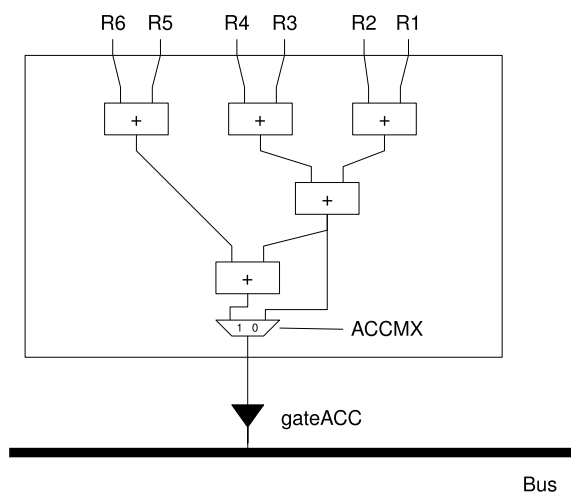 R6 R5 R4 R3 R2 R1
+ + +
+
+
1 0
ACCMX
gateACC
Bus